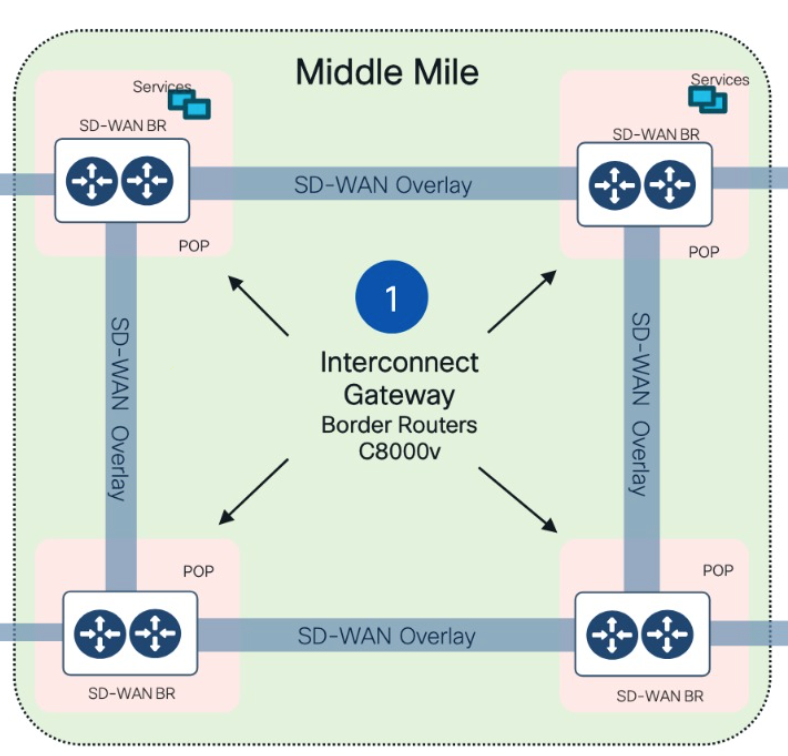 Middle Mile
Services
SD-WAN BR
POP
SD-WAN Overlay
Services
SD-WAN BR
POP
1
Interconnect
Gateway
Border Routers
C8000v
SD-WAN Overlay
SD-WAN Overlay
POP
SD-WAN BR
SD-WAN Overlay
POP
SD-WAN BR